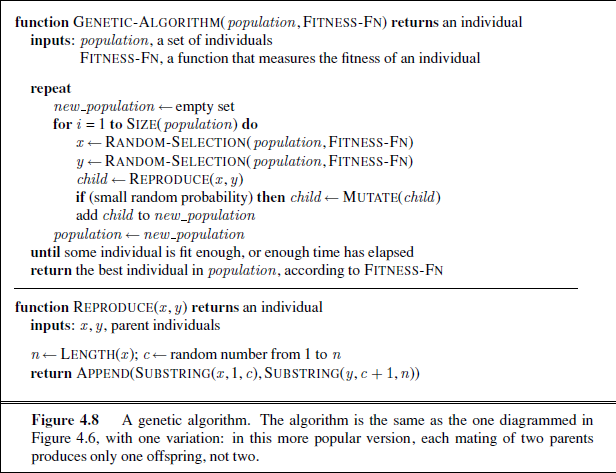 function GENETIC-ALGORITHM(population, FITNESS-FN) returns an individual
inputs: population, a set of individuals
FITNESS-FN, a function that measures the fitness of an individual
repeat
new_population ← empty set
for i = 1 to SIZE(population) do
x ← RANDOM-SELECTION(population, FITNESS-FN)
y ← RANDOM-SELECTION(population, FITNESS-FN)
child ← REPRODUCE(x, y)
if (small random probability) then child ← MUTATE(child)
add child to new_population
population ← new_population
until some individual is fit enough, or enough time has elapsed
return the best individual in population, according to FITNESS-FN
function REPRODUCE(x, y) returns an individual
inputs: x, y, parent individuals
n ← LENGTH(x); c ← random number from 1 to n
return APPEND(SUBSTRING(x, 1, c), SUBSTRING(y, c + 1, n))
Figure 4.8 A genetic algorithm. The algorithm is the same as the one diagrammed in
Figure 4.6, with one variation: in this more popular version, each mating of two parents
produces only one offspring, not two.